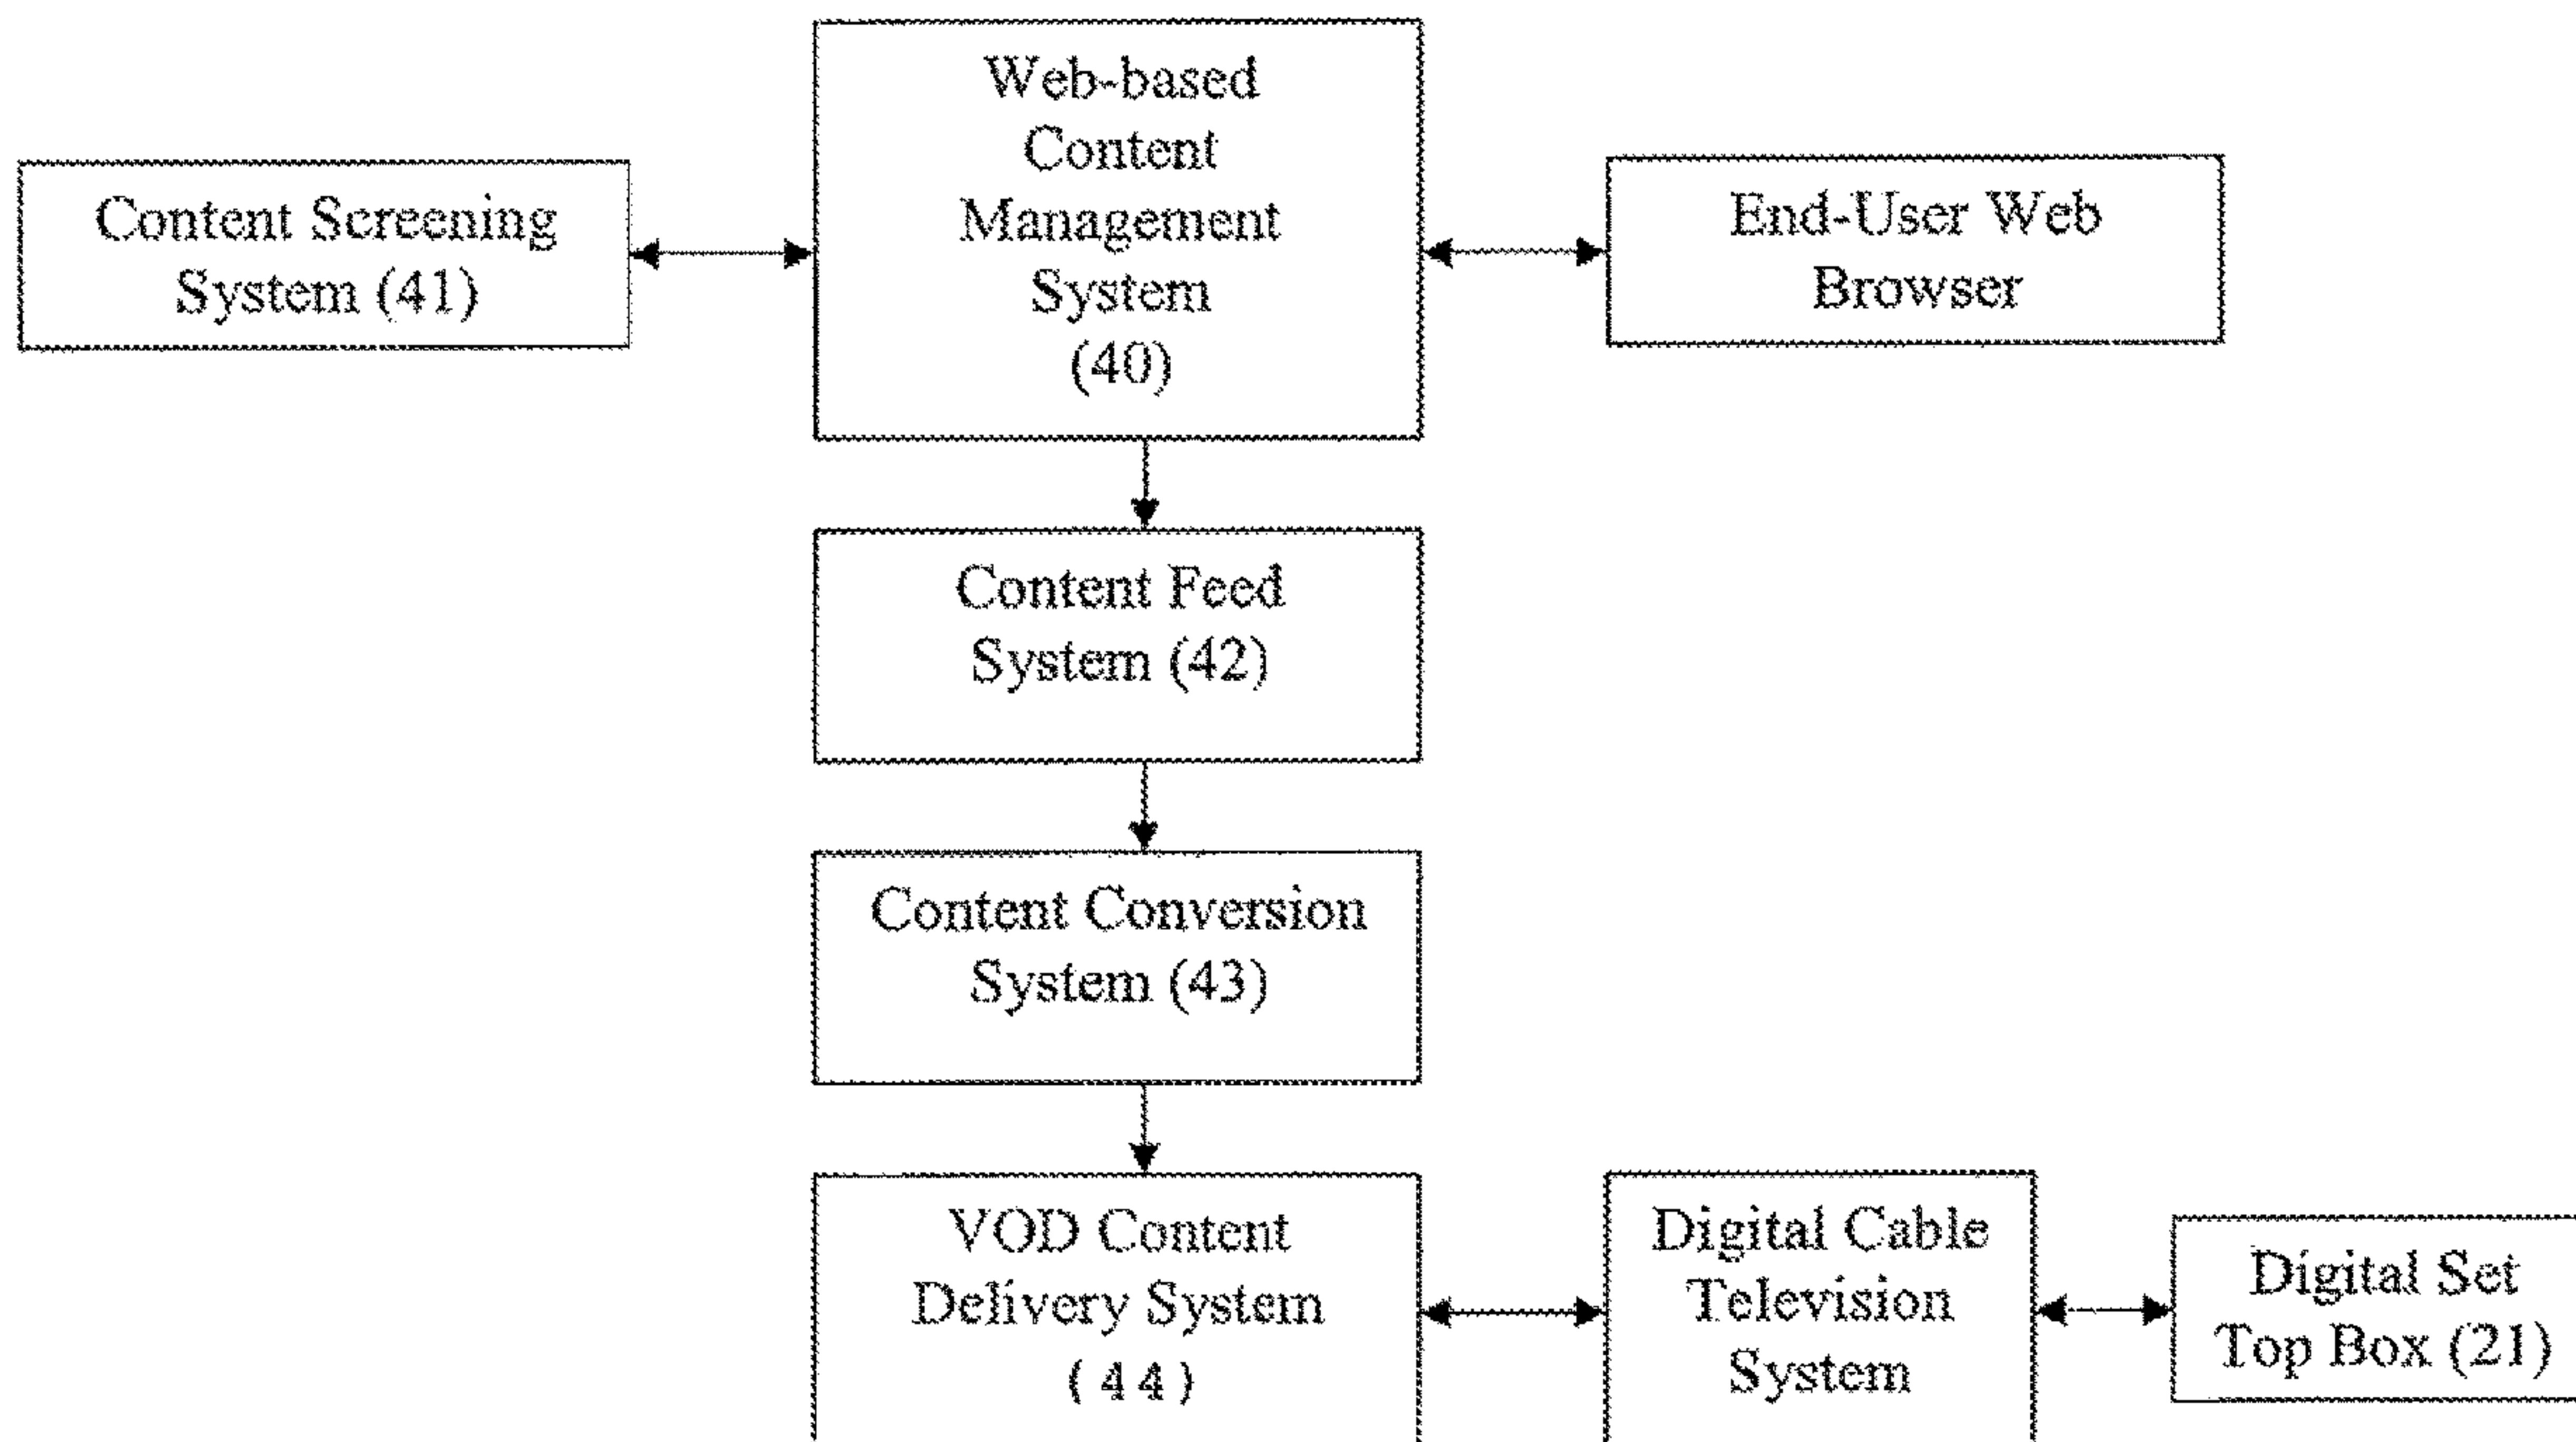 Web-based
Content
Management
System
(40)
Content Screening
System (41)
End-User Web
Browser
Content Feed
System (42)
Content Conversion
System (43)
VOD Content
Delivery System
(44)
Digital Cable
Television
System
Digital Set
Top Box (21)